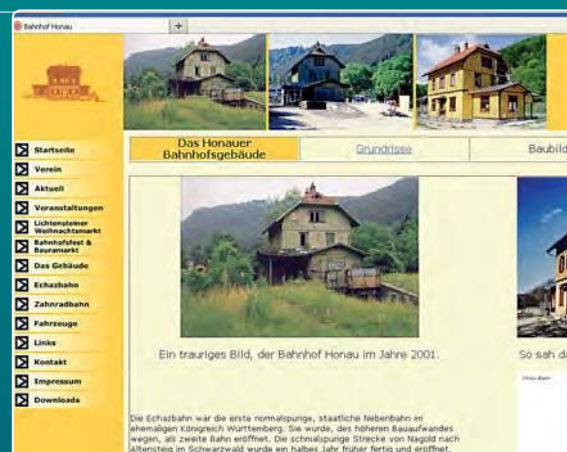 Bahnhof Honau
+
Startseite
Verein
Aktuell
Veranstaltungen
Lichtensteiner
Weihnachtsmarkt
Bahnhofsfest &
Bauramarkt
Das Gebäude
Echazbahn
Zahnradbahn
Fahrzeuge
Links
Kontakt
Impressum
Downloads
Das Honauer
Bahnhofsgebäude
Grundrisse
Baubild
Ein trauriges Bild, der Bahnhof Honau im Jahre 2001.
So sah da
Die Echazbahn war die erste normalspurige, staatliche Nebenbahn im
ehemaligen Königreich Württemberg. Sie wurde, des höheren Bauaufwandes
wegen, als zweite Bahn eröffnet. Die schmalspurige Strecke von Nagold nach
Altensteig im Schwarzwald wurde ein halbes Jahr früher fertig und eröffnet.